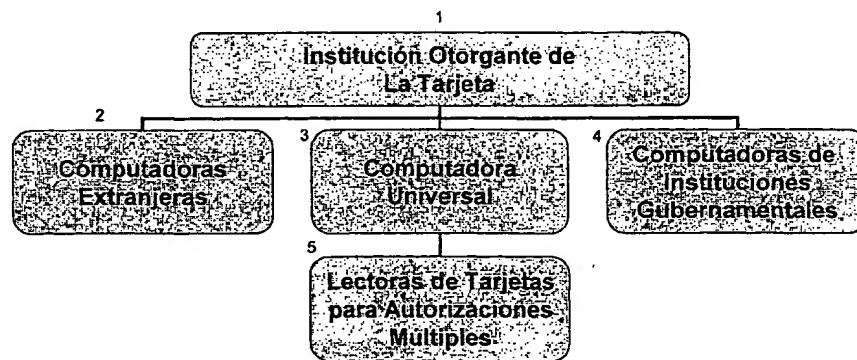 1
Institución Otorgante de
La Tarjeta
2
Computadoras
Extranjeras
3
Computadora
Universal
4
Computadoras de
Instituciones
Gubernamentales
5
Lectoras de Tarjetas
para Autorizaciones
Multiples